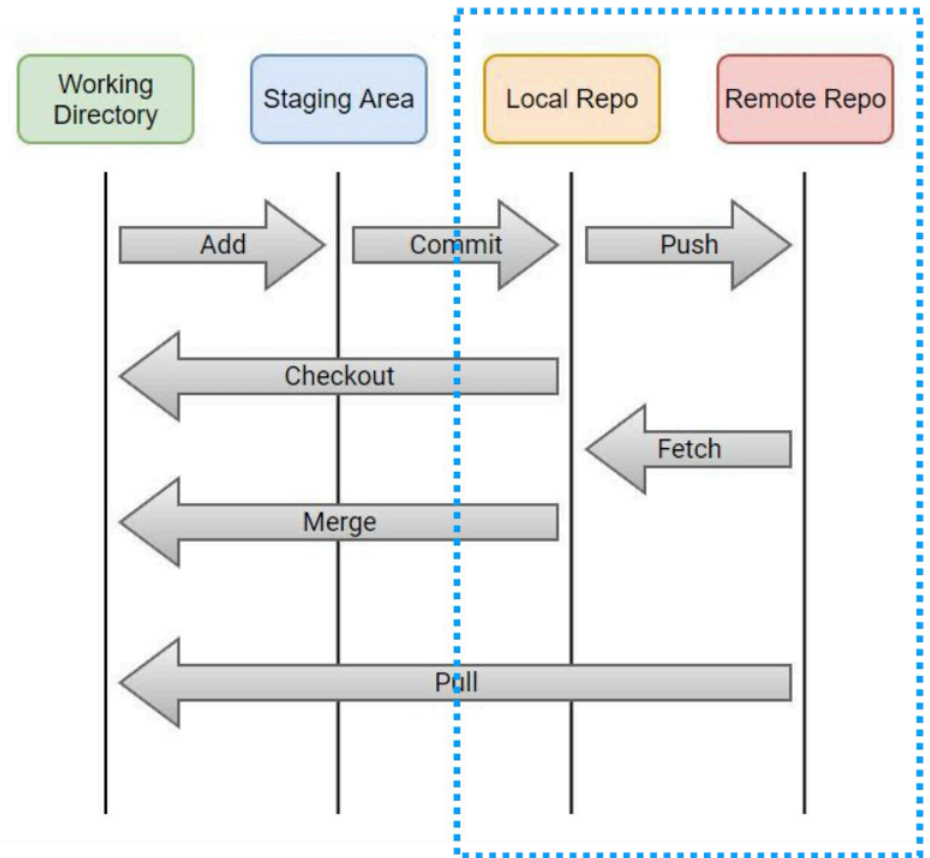 Working
Directory
Staging Area
Local Repo
Remote Repo
Add
Commit
Push
Checkout
Fetch
Merge
Pull